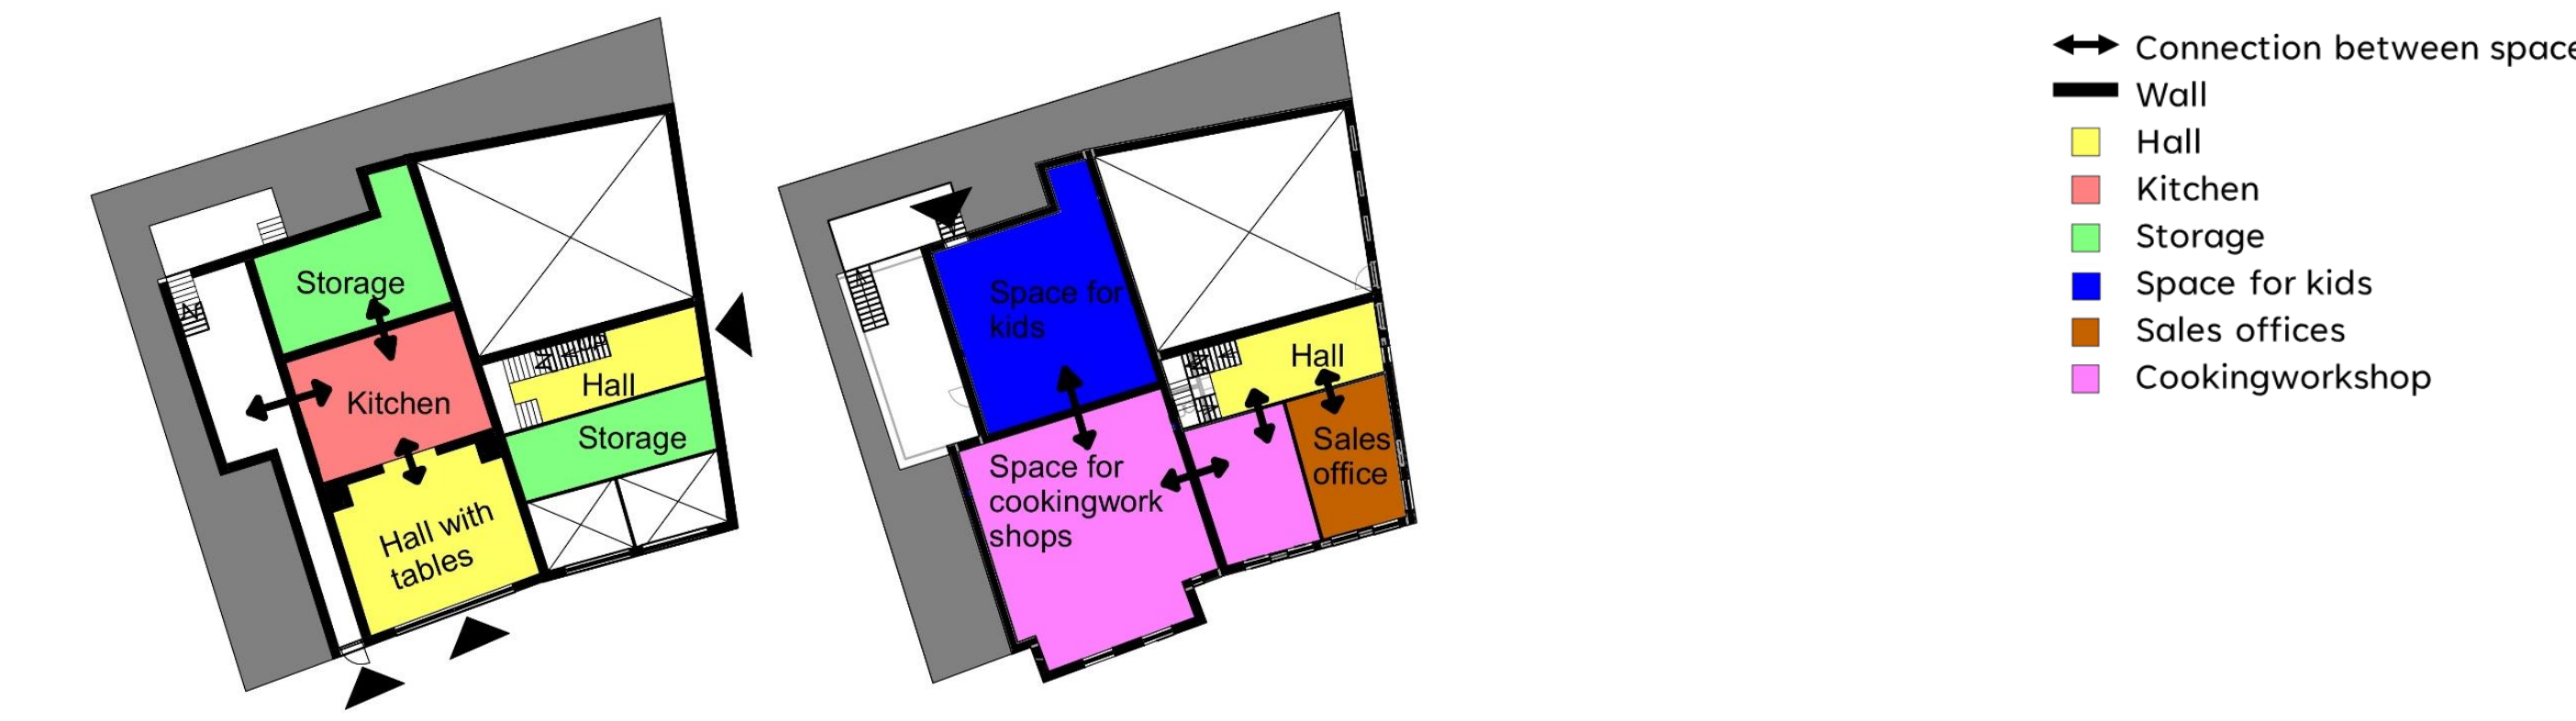 Storage
Kitchen
Hall with
tables
Hall
Storage
Space for
kids
Space for
cookingwork
shops
Hall
Sales
office
Connection between space
Wall
Hall
Kitchen
Storage
Space for kids
Sales offices
Cookingworkshop